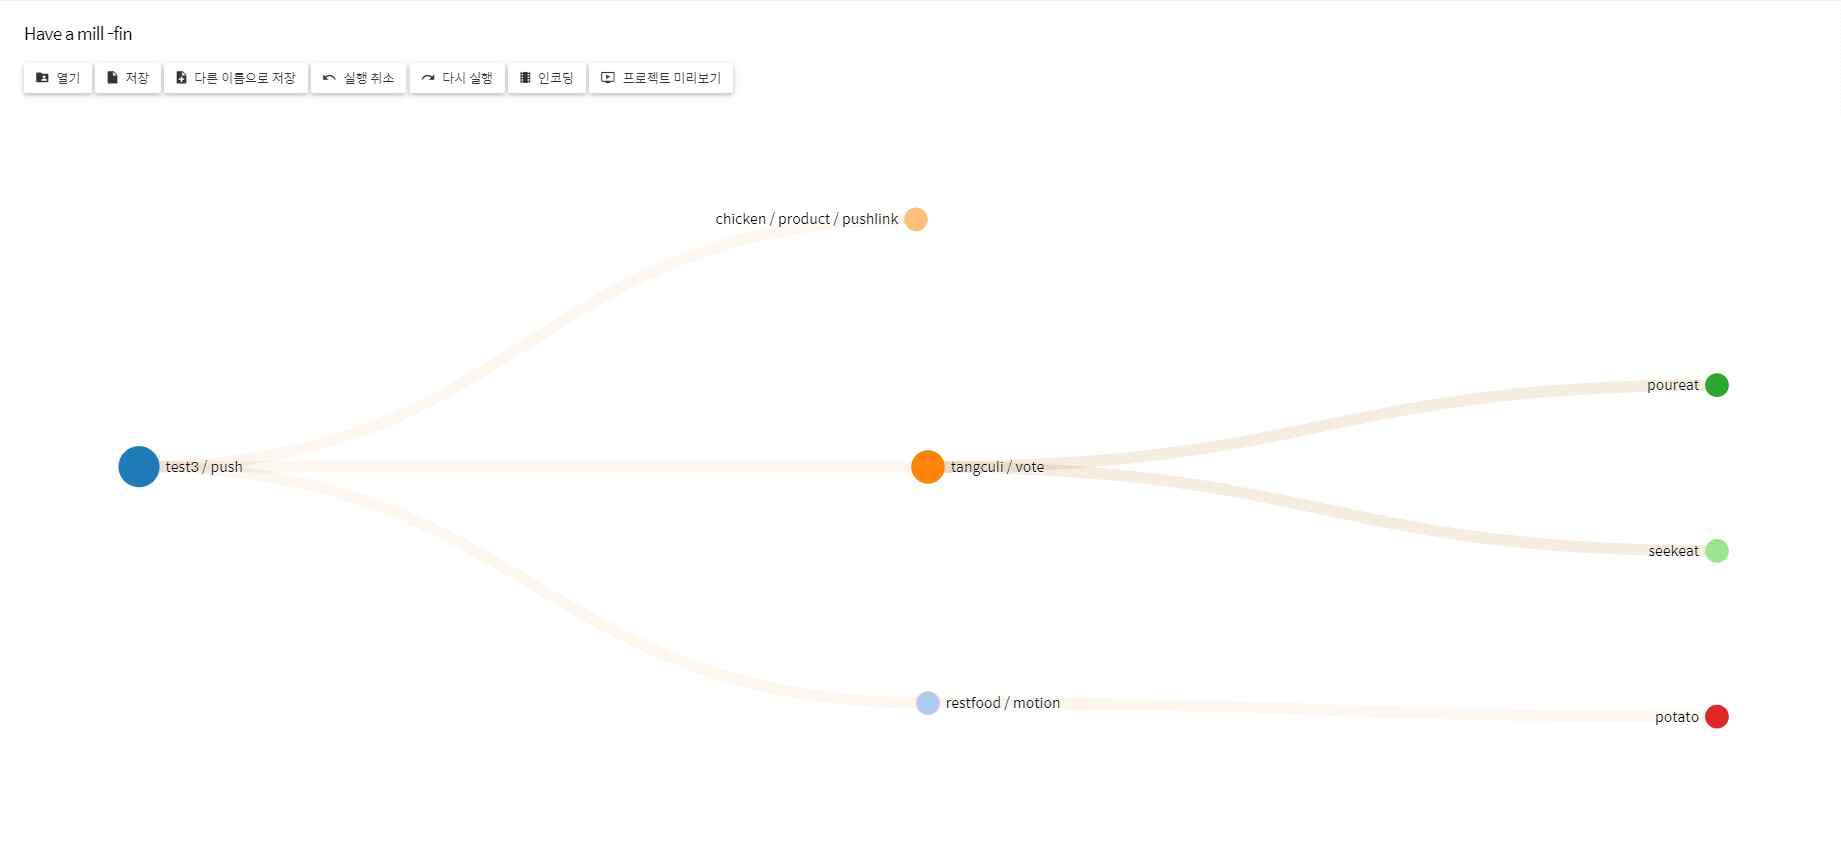 Have a mill -fin
열기 저장 다른 이름으로 저장 실행 취소 다시 실행 인코딩 프로젝트 미리보기
chicken / product / pushlink
poureat
test3 / push
tangculi / vote
seekeat
restfood / motion
potato